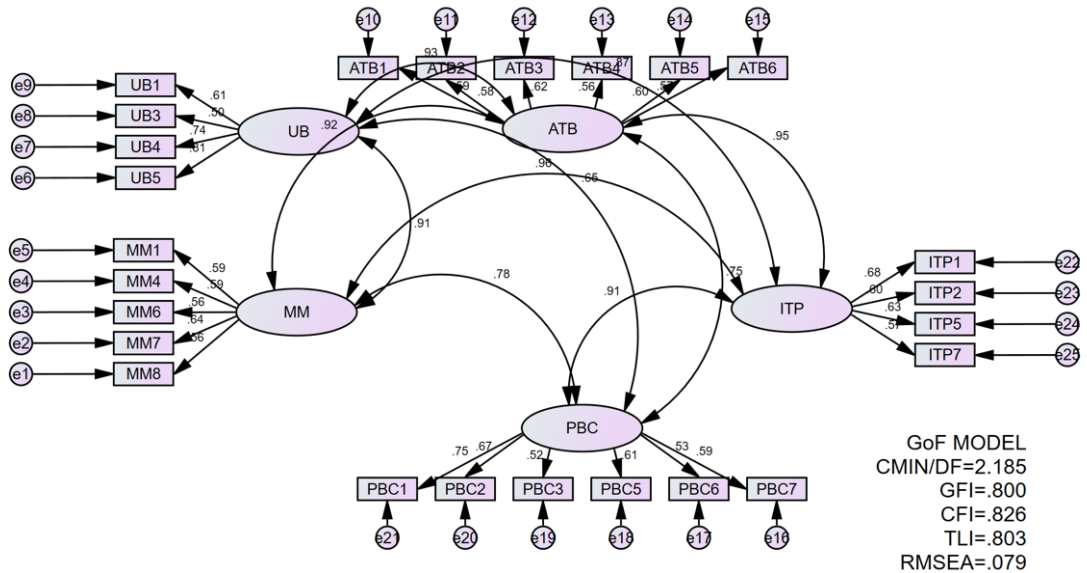 e10 e11 e12 e13 e14 e15
ATB1 ATB2 ATB3 ATB4 ATB5 ATB6
.93 .87
.59 .58 .62 .56 .60 .57
e9 UB1
e8 UB3
e7 UB4
e6 UB5
.61
.50
.74
.81
UB
.92
ATB
.95
.96
.65
.91
e5 MM1
e4 MM4
e3 MM6
e2 MM7
e1 MM8
.59
.59
.56
.64
.56
MM
.78
.91
.75
ITP
.68
.60
.63
.57
ITP1 e22
ITP2 e23
ITP5 e24
ITP7 e25
PBC
.75 .67 .52 .61 .53 .59
PBC1 PBC2 PBC3 PBC5 PBC6 PBC7
e21 e20 e19 e18 e17 e16
GoF MODEL
CMIN/DF=2.185
GFI=.800
CFI=.826
TLI=.803
RMSEA=.079